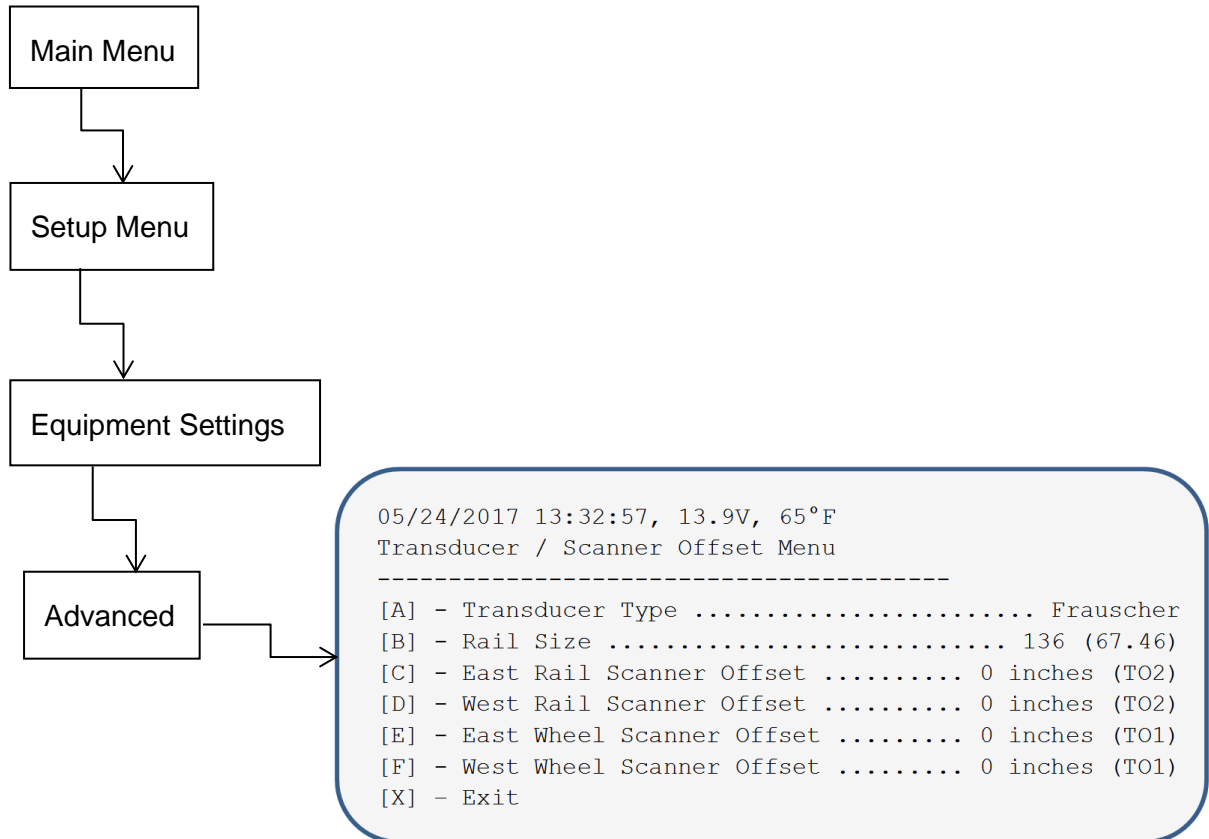 Main Menu
Setup Menu
Equipment Settings
Advanced
05/24/2017 13:32:57, 13.9V, 65°F
Transducer / Scanner Offset Menu
----------------------------------------
[A] - Transducer Type ........................ Frauscher
[B] - Rail Size ............................ 136 (67.46)
[C] - East Rail Scanner Offset .......... 0 inches (TO2)
[D] - West Rail Scanner Offset .......... 0 inches (TO2)
[E] - East Wheel Scanner Offset ......... 0 inches (TO1)
[F] - West Wheel Scanner Offset ......... 0 inches (TO1)
[X] – Exit